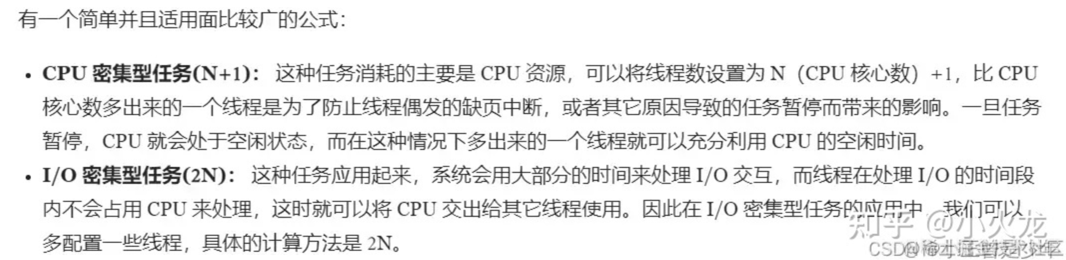 有一个简单并且适用面比较广的公式：
• CPU 密集型任务(N+1)： 这种任务消耗的主要是 CPU 资源，可以将线程数设置为 N（CPU 核心数）+1，比 CPU
核心数多出来的一个线程是为了防止线程偶发的缺页中断，或者其它原因导致的任务暂停而带来的影响。一旦任务
暂停，CPU 就会处于空闲状态，而在这种情况下多出来的一个线程就可以充分利用 CPU 的空闲时间。
• I/O 密集型任务(2N)： 这种任务应用起来，系统会用大部分的时间来处理 I/O 交互，而线程在处理 I/O 的时间段
内不会占用 CPU 来处理，这时就可以将 CPU 交出给其它线程使用。因此在 I/O 密集型任务的应用中，我们可以
多配置一些线程，具体的计算方法是 2N。
知乎 @小火龙